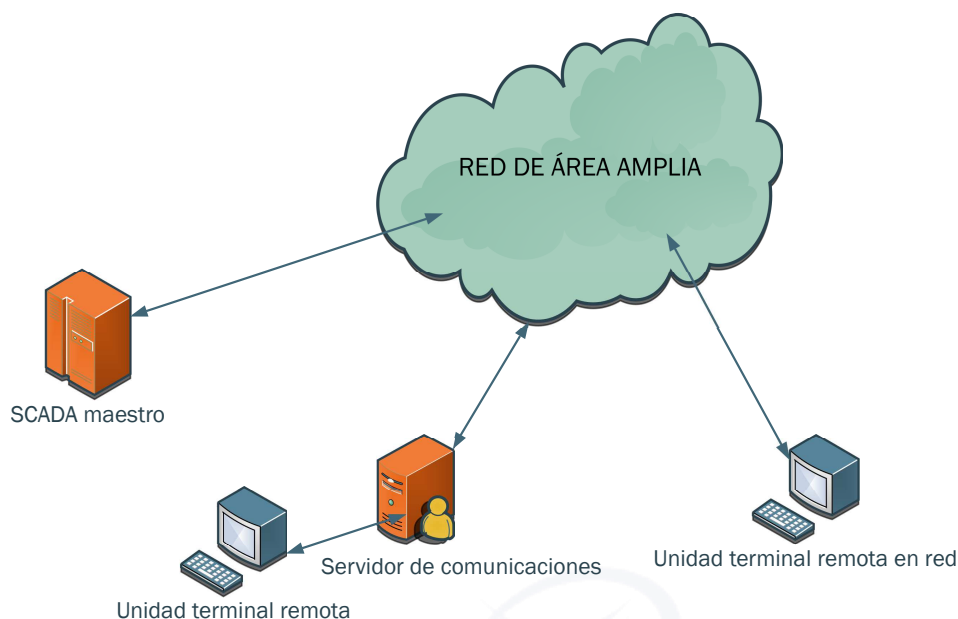 RED DE ÁREA AMPLIA
SCADA maestro
Servidor de comunicaciones
Unidad terminal remota en red
Unidad terminal remota